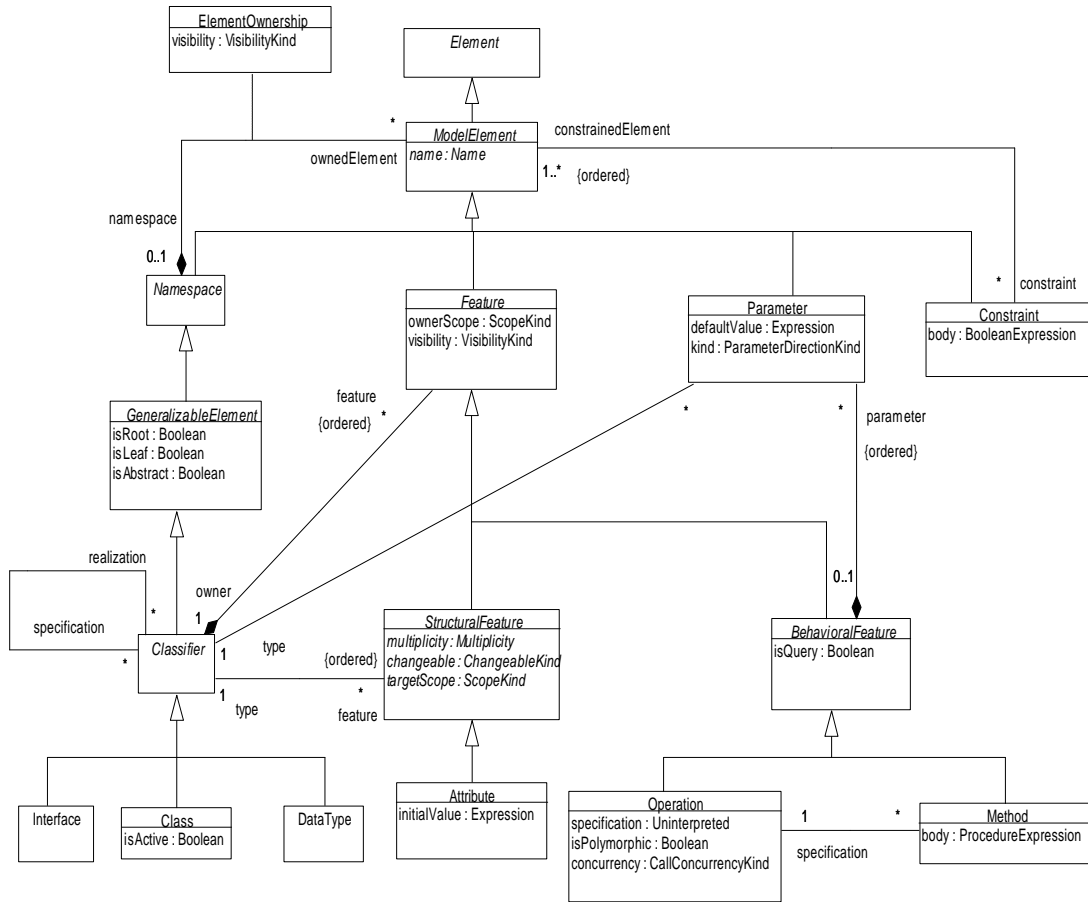 ElementOwnership
visibility : VisibilityKind
Element
*
ownedElement
ModelElement
name : Name
constrainedElement
1..*
{ordered}
namespace
0..1
Namespace
Feature
ownerScope : ScopeKind
visibility : VisibilityKind
Parameter
defaultValue : Expression
kind : ParameterDirectionKind
*
constraint
Constraint
body : BooleanExpression
GeneralizableElement
isRoot : Boolean
isLeaf : Boolean
isAbstract : Boolean
feature
{ordered}
*
*
*
parameter
{ordered}
realization
*
specification
*
owner
1
Classifier
1
type
1
type
{ordered}
*
feature
StructuralFeature
multiplicity : Multiplicity
changeable : ChangeableKind
targetScope : ScopeKind
0..1
BehavioralFeature
isQuery : Boolean
Interface
Class
isActive : Boolean
DataType
Attribute
initialValue : Expression
Operation
specification : Uninterpreted
isPolymorphic : Boolean
concurrency : CallConcurrencyKind
1
*
specification
Method
body : ProcedureExpression